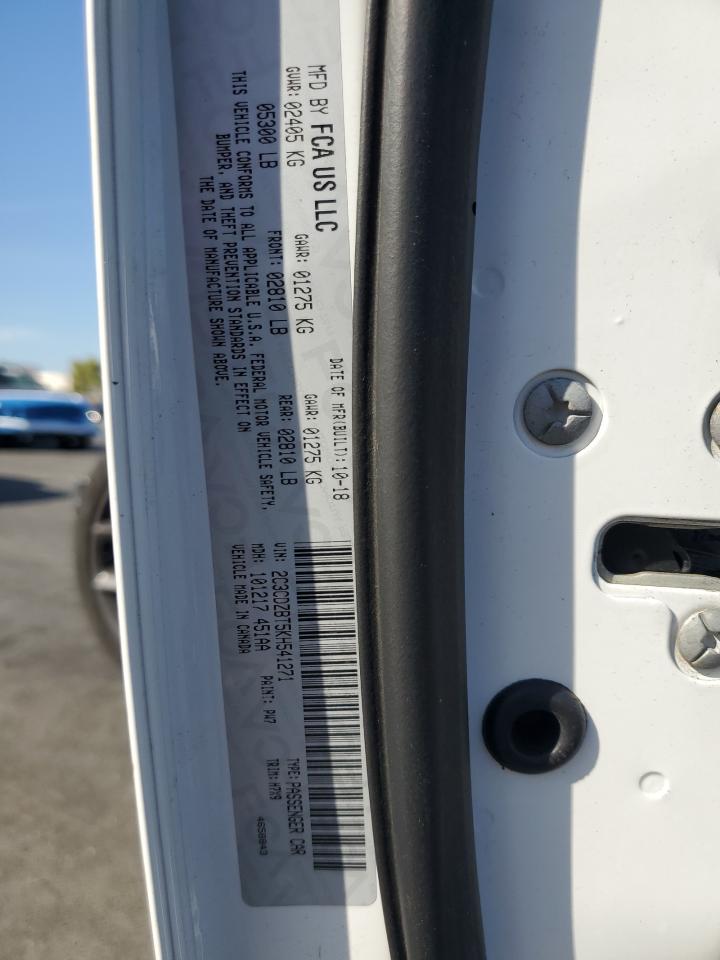 MFD BY FCA US LLC
DATE OF MFR(BUILT): 10-18
GVWR: 02405 KG
GAWR: 01275 KG
GAWR: 01275 KG
05300 LB
FRONT: 02810 LB
REAR: 02810 LB
THIS VEHICLE CONFORMS TO ALL APPLICABLE U.S.A. FEDERAL MOTOR VEHICLE SAFETY,
BUMPER, AND THEFT PREVENTION STANDARDS IN EFFECT ON
THE DATE OF MANUFACTURE SHOWN ABOVE.
VIN: 2C3CDZBT5KH541271
TYPE: PASSENGER CAR
MDH: 101217 451AA
PAINT: PW7
TRIM: H7X9
VEHICLE MADE IN CANADA
46588043